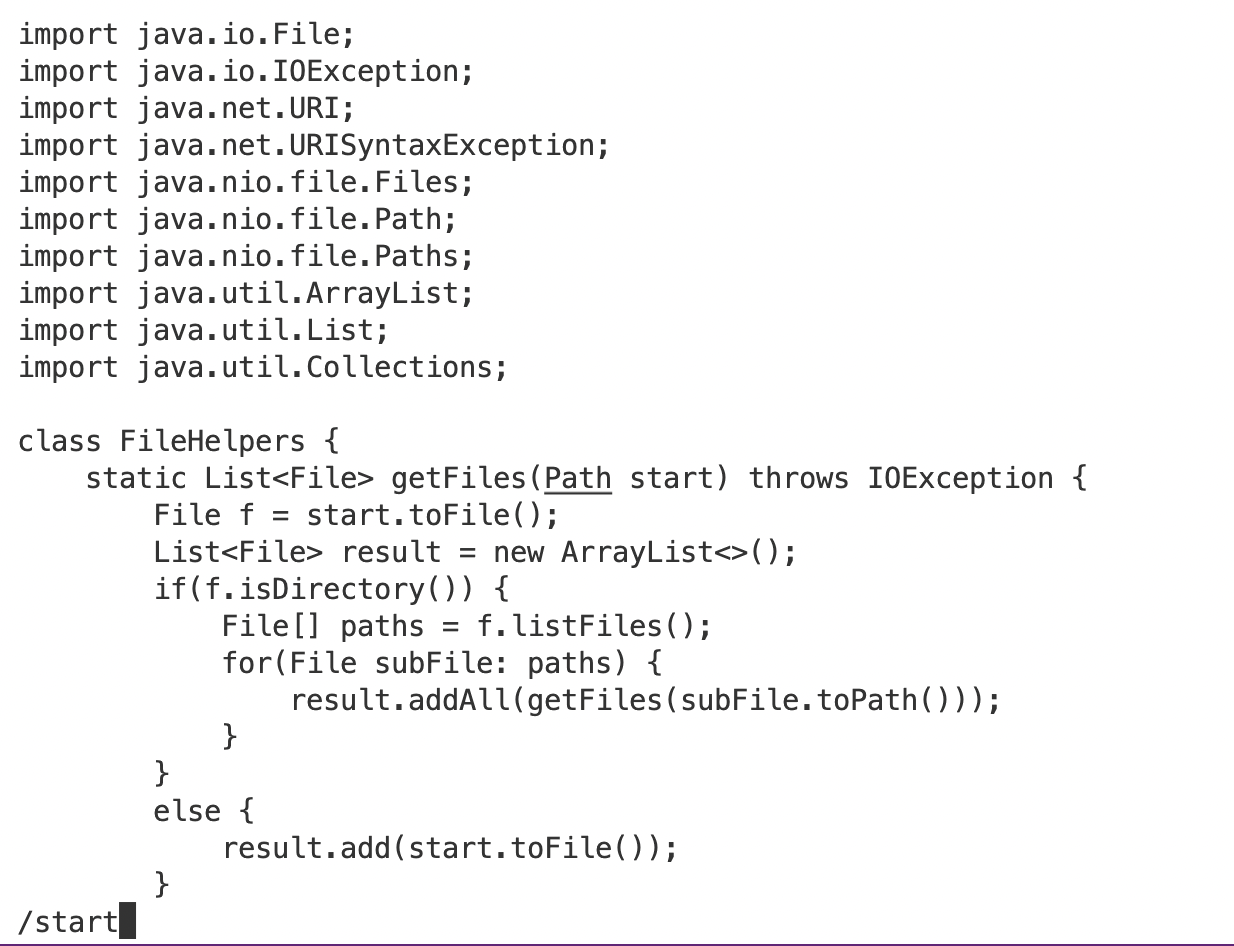 import java.io.File;
import java.io.IOException;
import java.net.URI;
import java.net.URISyntaxException;
import java.nio.file.Files;
import java.nio.file.Path;
import java.nio.file.Paths;
import java.util.ArrayList;
import java.util.List;
import java.util.Collections;

class FileHelpers {
    static List<File> getFiles(Path start) throws IOException {
        File f = start.toFile();
        List<File> result = new ArrayList<>();
        if(f.isDirectory()) {
            File[] paths = f.listFiles();
            for(File subFile: paths) {
                result.addAll(getFiles(subFile.toPath()));
            }
        }
        else {
            result.add(start.toFile());
        }
/start